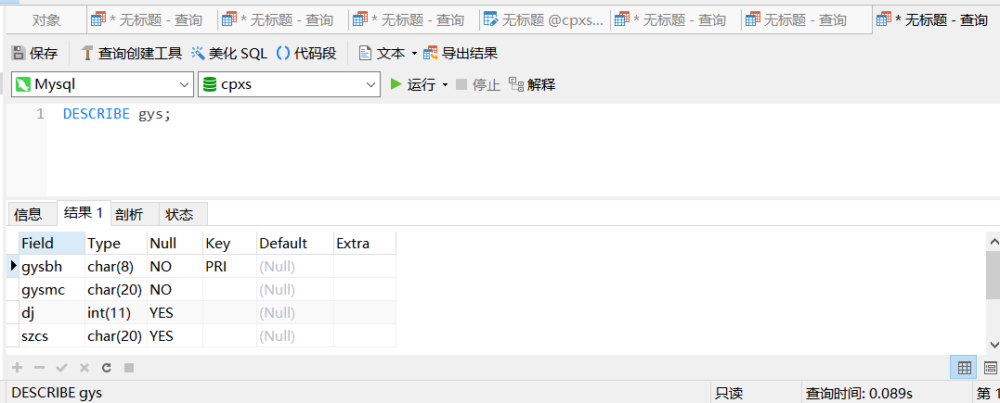 对象 * 无标题 - 查询 * 无标题 - 查询 * 无标题 - 查询 无标题 @cpxs... * 无标题 - 查询 无标题 - 查询 * 无标题 - 查询
保存 查询创建工具 美化 SQL () 代码段 文本 导出结果
Mysql cpxs 运行 停止 解释
1 DESCRIBE gys;
信息 结果 1 剖析 状态
Field Type Null Key Default Extra
gysbh char(8) NO PRI (Null)
gysmc char(20) NO (Null)
dj int(11) YES (Null)
szcs char(20) YES (Null)
DESCRIBE gys 只读 查询时间: 0.089s 第 1